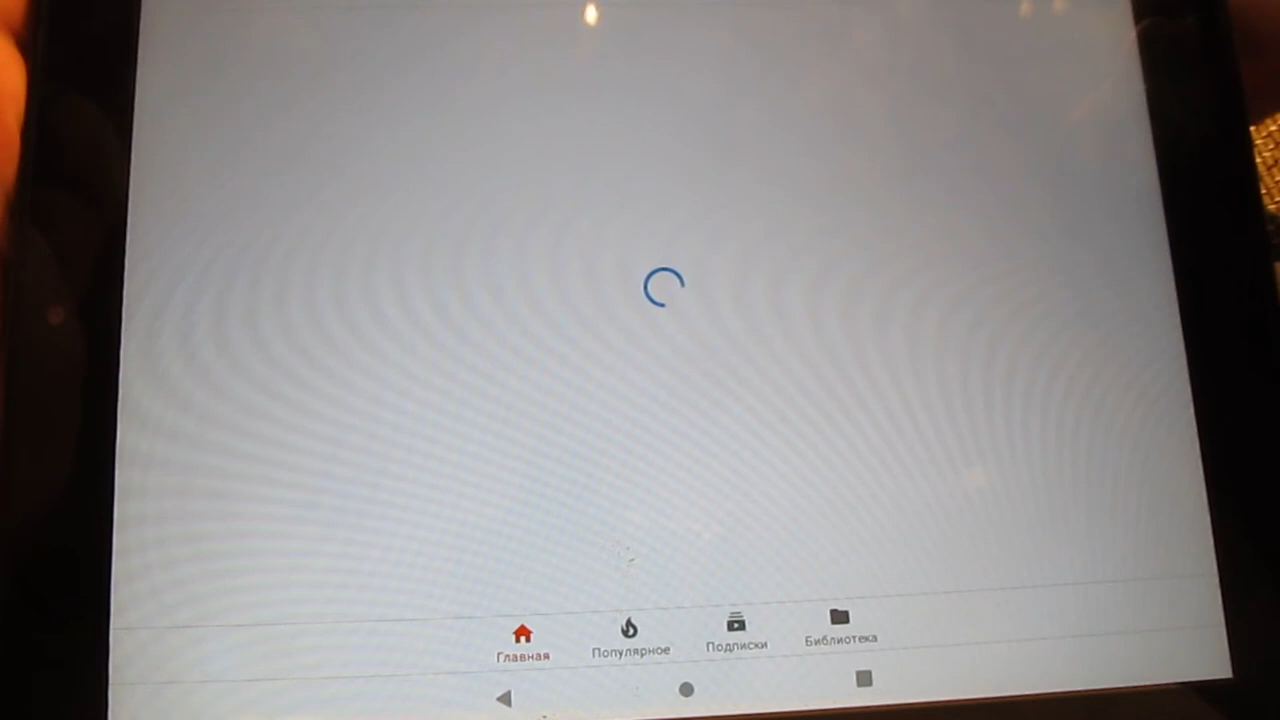 Главная
Популярное
Подписки
Библиотека